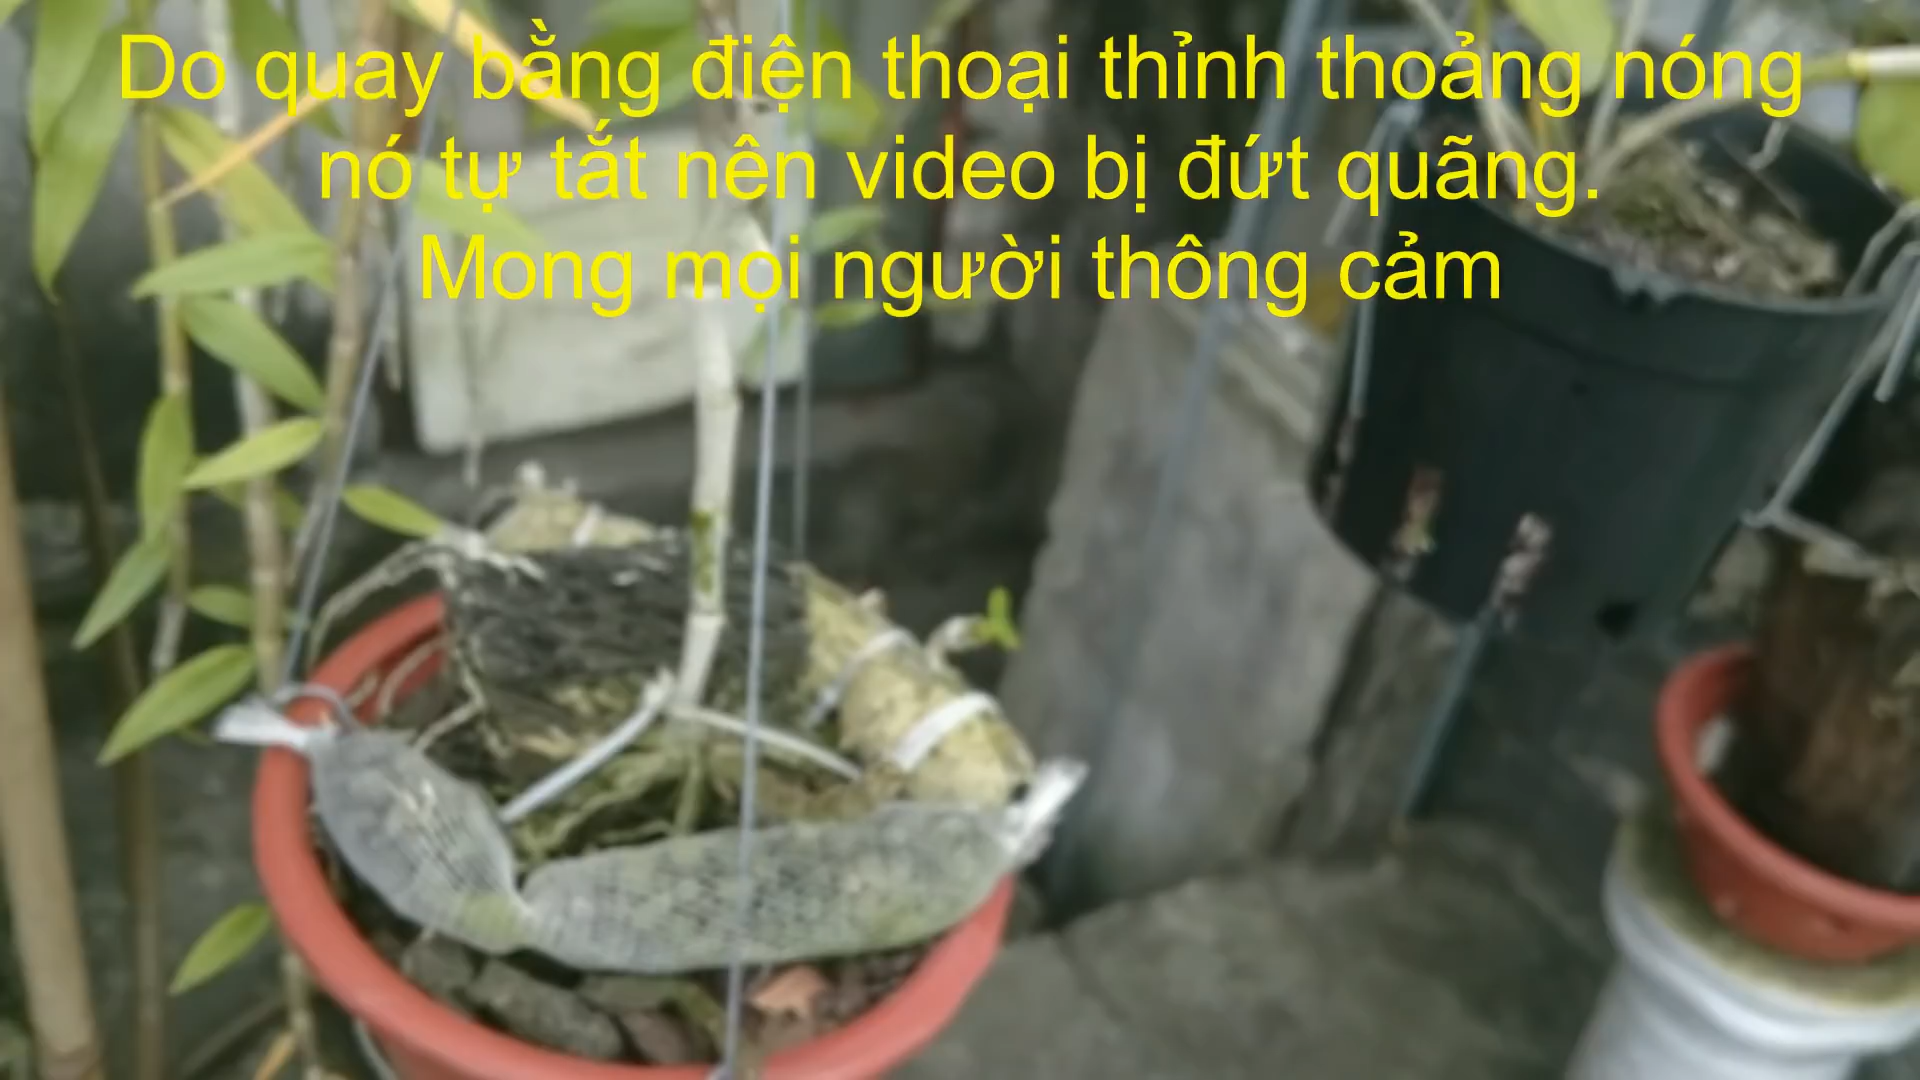 Do quay bằng điện thoại thỉnh thoảng nóng
nó tự tắt nên video bị đứt quãng.
Mong mọi người thông cảm